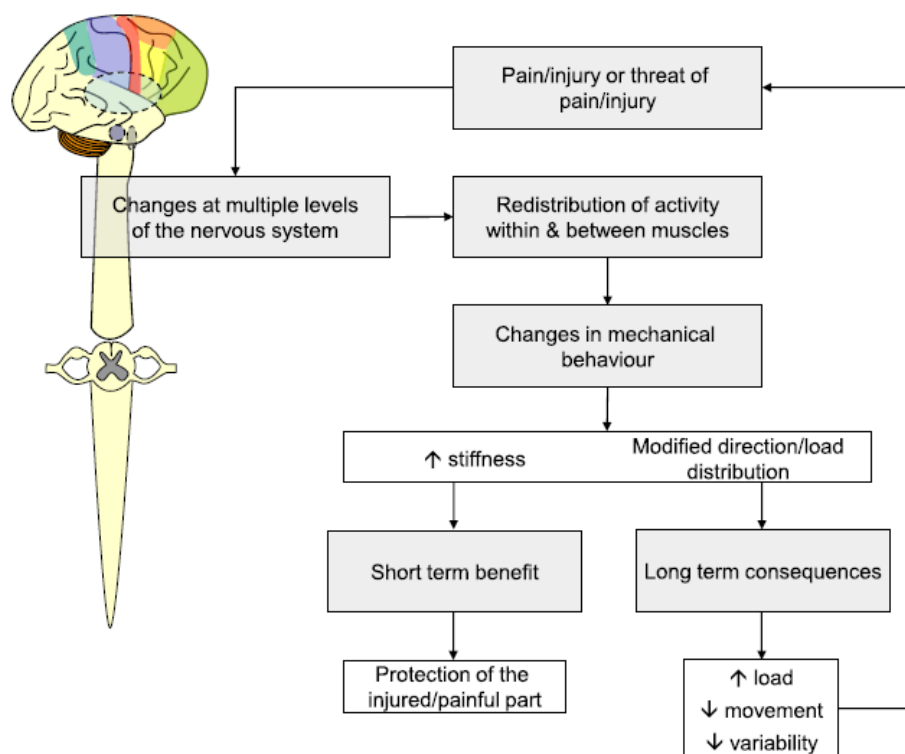 Pain/injury or threat of
pain/injury
Changes at multiple levels
of the nervous system
Redistribution of activity
within & between muscles
Changes in mechanical
behaviour
↑ stiffness
Modified direction/load
distribution
Short term benefit
Long term consequences
Protection of the
injured/painful part
↑ load
↓ movement
↓ variability